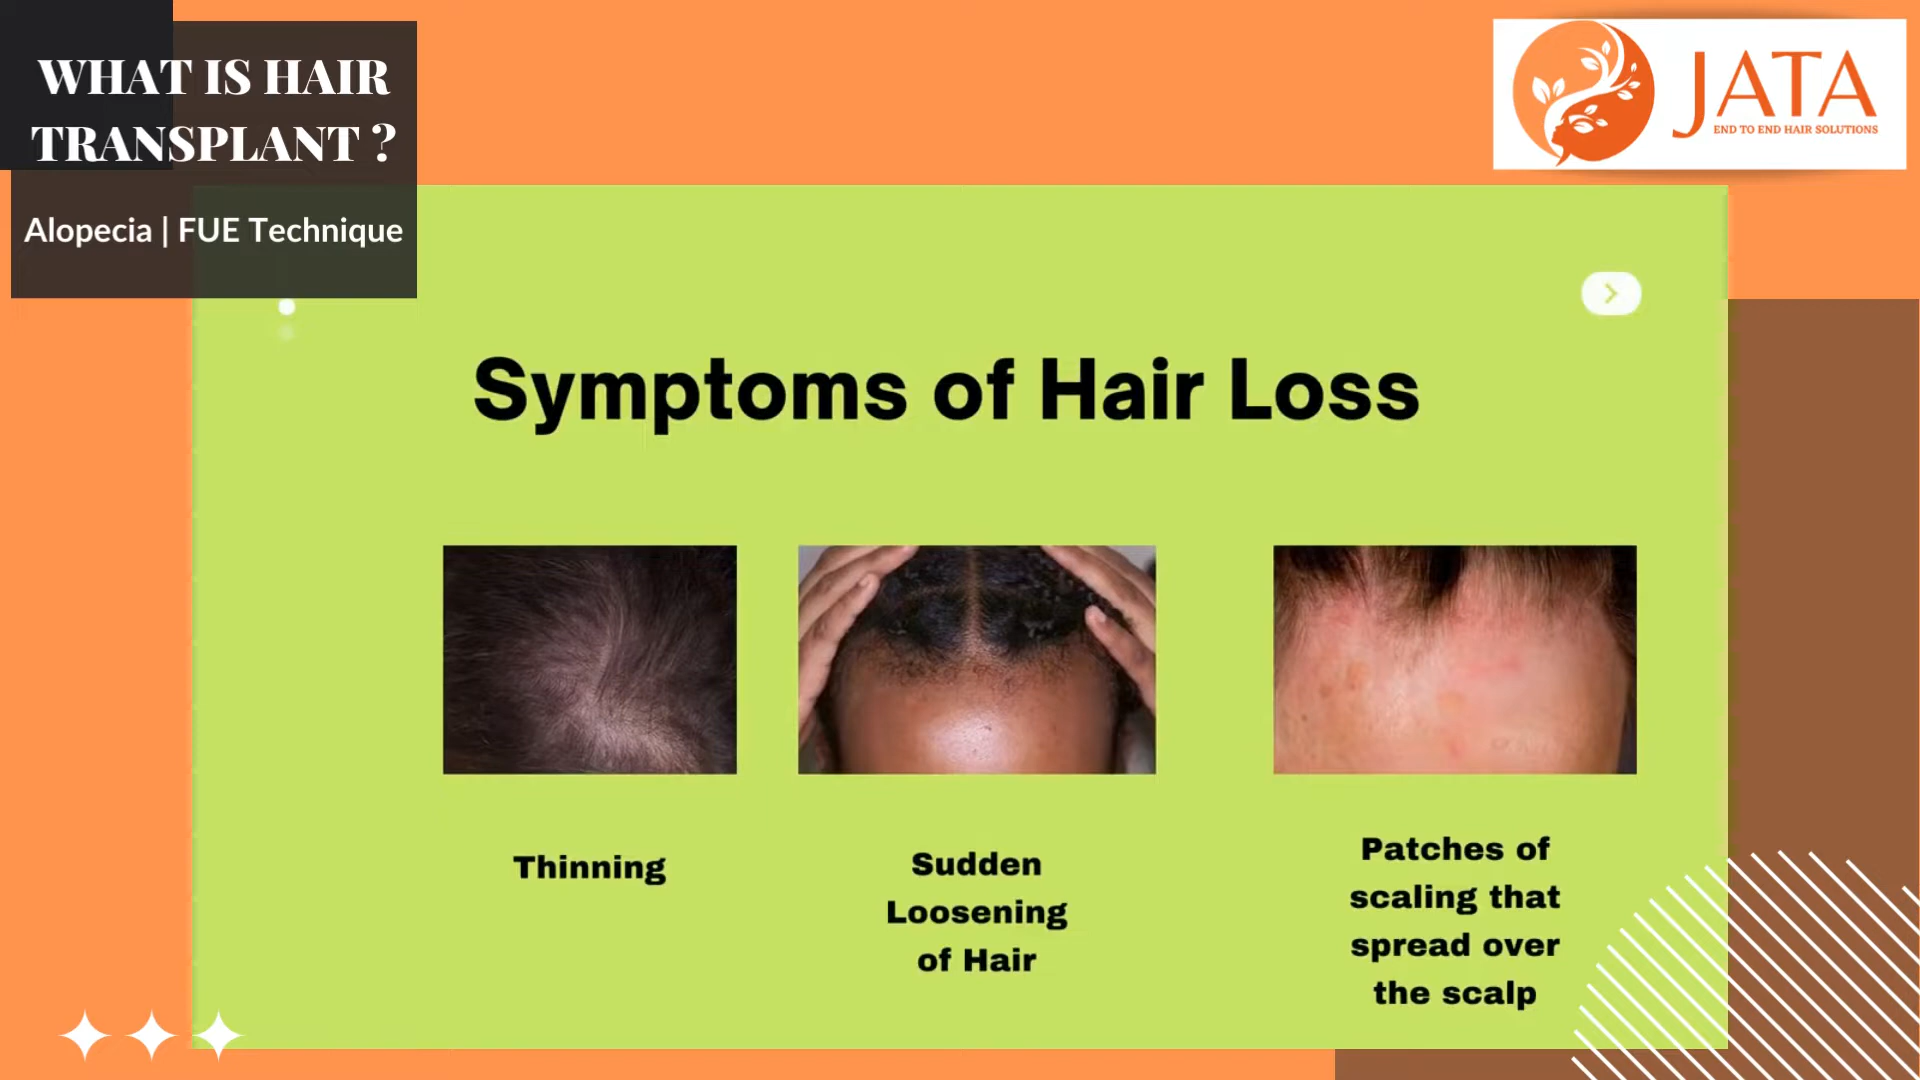 WHAT IS HAIR
TRANSPLANT ?
Alopecia | FUE Technique
JATA
END TO END HAIR SOLUTIONS
Symptoms of Hair Loss
Thinning
Sudden
Loosening
of Hair
Patches of
scaling that
spread over
the scalp